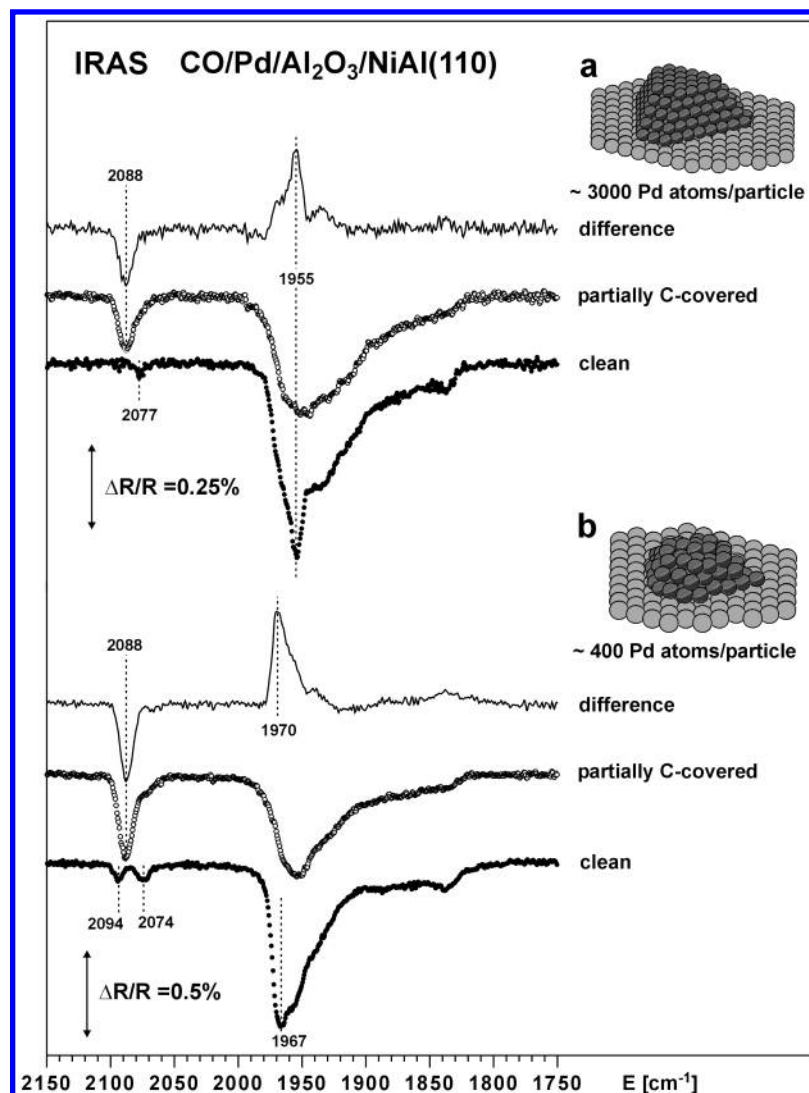 IRAS CO/Pd/Al₂O₃/NiAl(110)
a
~ 3000 Pd atoms/particle
2088
difference
1955
partially C-covered
clean
2077
ΔR/R =0.25%
b
~ 400 Pd atoms/particle
2088
difference
1970
partially C-covered
clean
2094 2074
ΔR/R =0.5%
1967
2150 2100 2050 2000 1950 1900 1850 1800 1750 E [cm⁻¹]